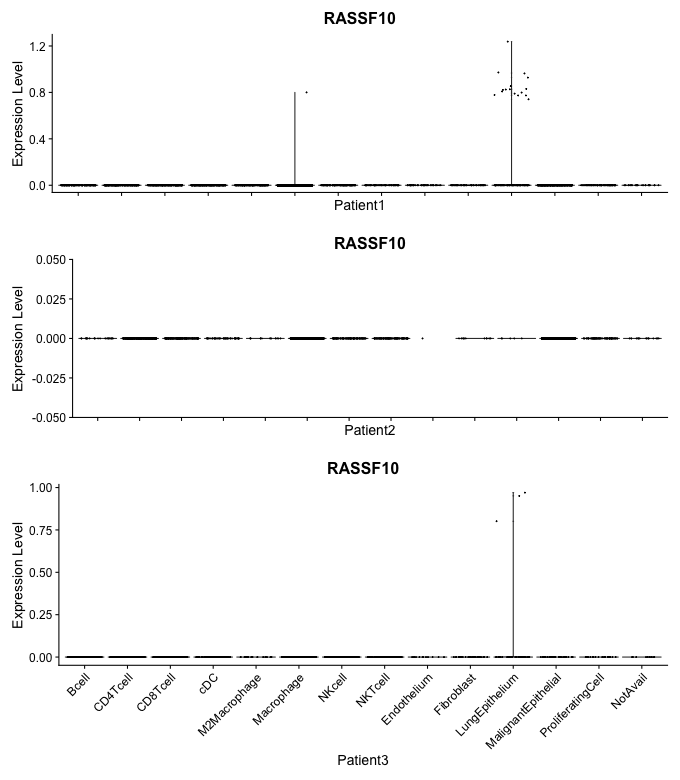 RASSF10
Expression Level
1.2
0.8
0.4
0.0
Patient1
RASSF10
Expression Level
0.050
0.025
0.000
-0.025
-0.050
Patient2
RASSF10
Expression Level
1.00
0.75
0.50
0.25
0.00
Bcell
CD4Tcell
CD8Tcell
cDC
M2Macrophage
Macrophage
NKcell
NKTcell
Endothelium
Fibroblast
LungEpithelium
MalignantEpithelial
ProliferatingCell
NotAvail
Patient3